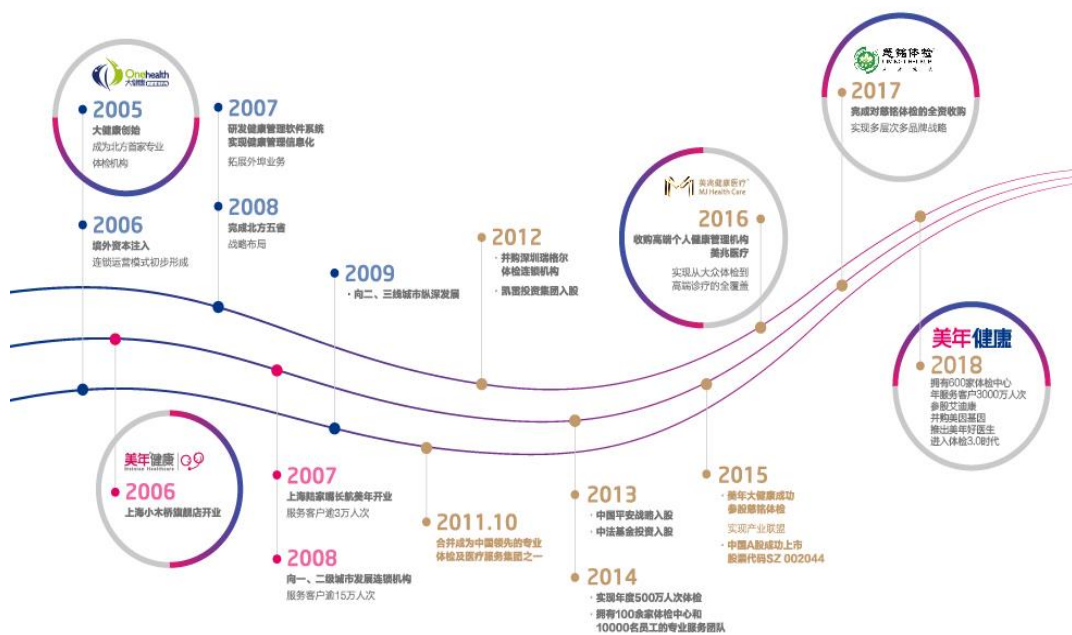 Onehealth
大健康
2005
大健康创始
成为北方首家专业
体检机构
2006
境外资本注入
连锁运营模式初步形成
2007
研发健康管理软件系统
实现健康管理信息化
拓展外埠业务
2008
完成北方五省
战略布局
2009
· 向二、三线城市纵深发展
美年健康
2006
上海小木桥旗舰店开业
2007
上海陆家嘴长航美年开业
服务客户逾3万人次
2008
向一、二级城市发展连锁机构
服务客户逾15万人次
2011.10
合并成为中国领先的专业
体检及医疗服务集团之一
2012
· 并购深圳瑞格尔
体检连锁机构
· 凯雷投资集团入股
2013
· 中国平安战略入股
· 中法基金投资入股
2014
· 实现年度500万人次体检
· 拥有100余家体检中心和
10000名员工的专业服务团队
2015
· 美年大健康成功
参股慈铭体检
实现产业联盟
· 中国A股成功上市
股票代码SZ 002044
美兆健康医疗
MJ Health Care
2016
收购高端个人健康管理机构
美兆医疗
实现从大众体检到
高端诊疗的全覆盖
慈铭体检
2017
完成对慈铭体检的全资收购
实现多层次多品牌战略
美年健康
2018
拥有600家体检中心
年服务客户3000万人次
参股艾迪康
并购美因基因
推出美年好医生
进入体检3.0时代